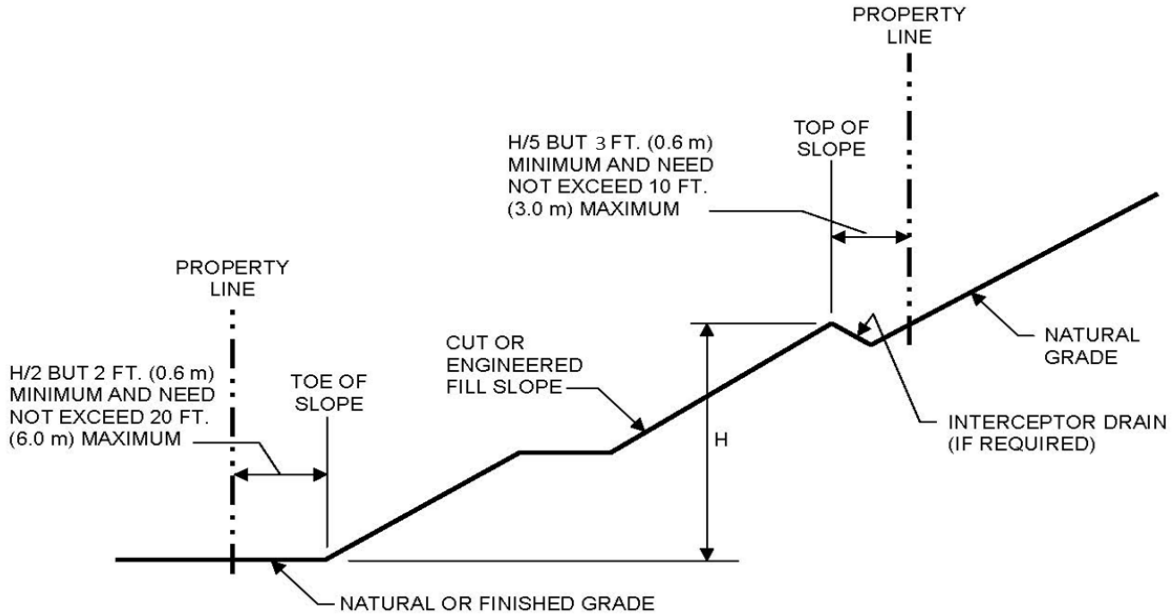 PROPERTY
LINE
H/5 BUT 3 FT. (0.6 m)
MINIMUM AND NEED
NOT EXCEED 10 FT.
(3.0 m) MAXIMUM
TOP OF
SLOPE
PROPERTY
LINE
H/2 BUT 2 FT. (0.6 m)
MINIMUM AND NEED
NOT EXCEED 20 FT.
(6.0 m) MAXIMUM
TOE OF
SLOPE
CUT OR
ENGINEERED
FILL SLOPE
H
NATURAL
GRADE
INTERCEPTOR DRAIN
(IF REQUIRED)
NATURAL OR FINISHED GRADE